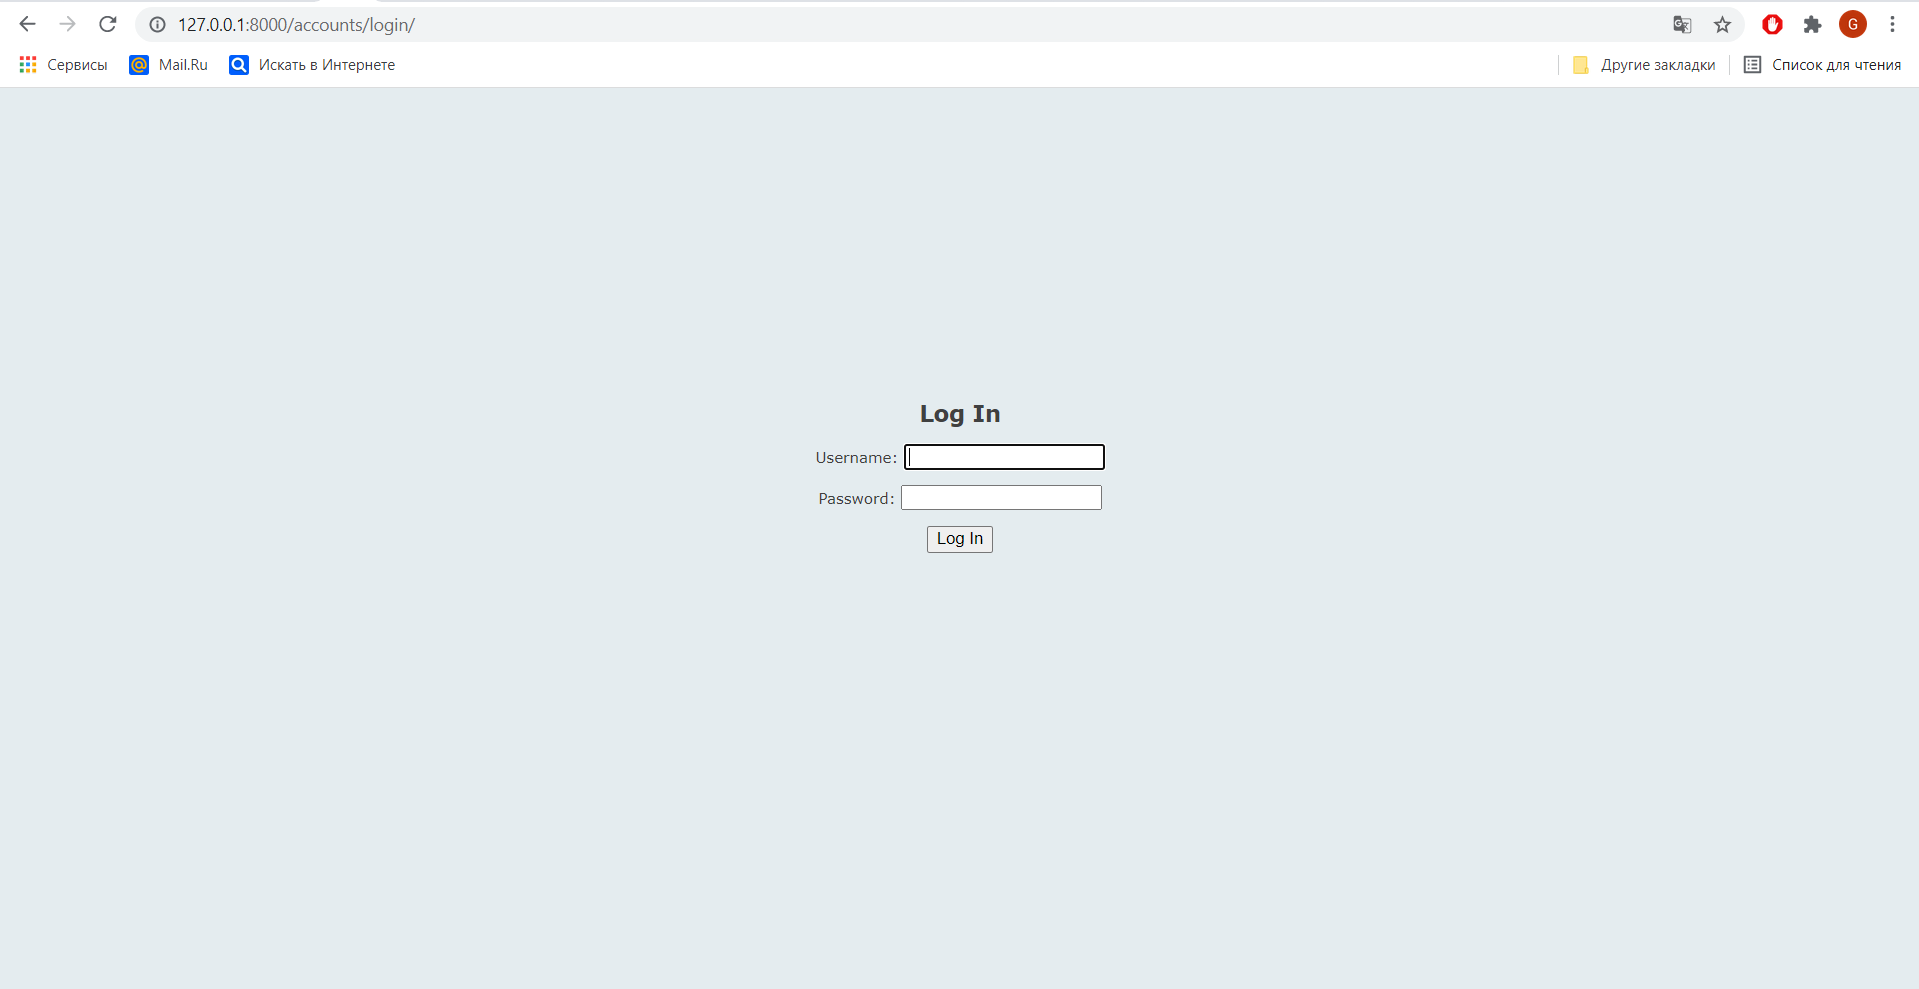 127.0.0.1:8000/accounts/login/
G
Сервисы Mail.Ru Искать в Интернете Другие закладки Список для чтения
Log In
Username:
Password:
Log In